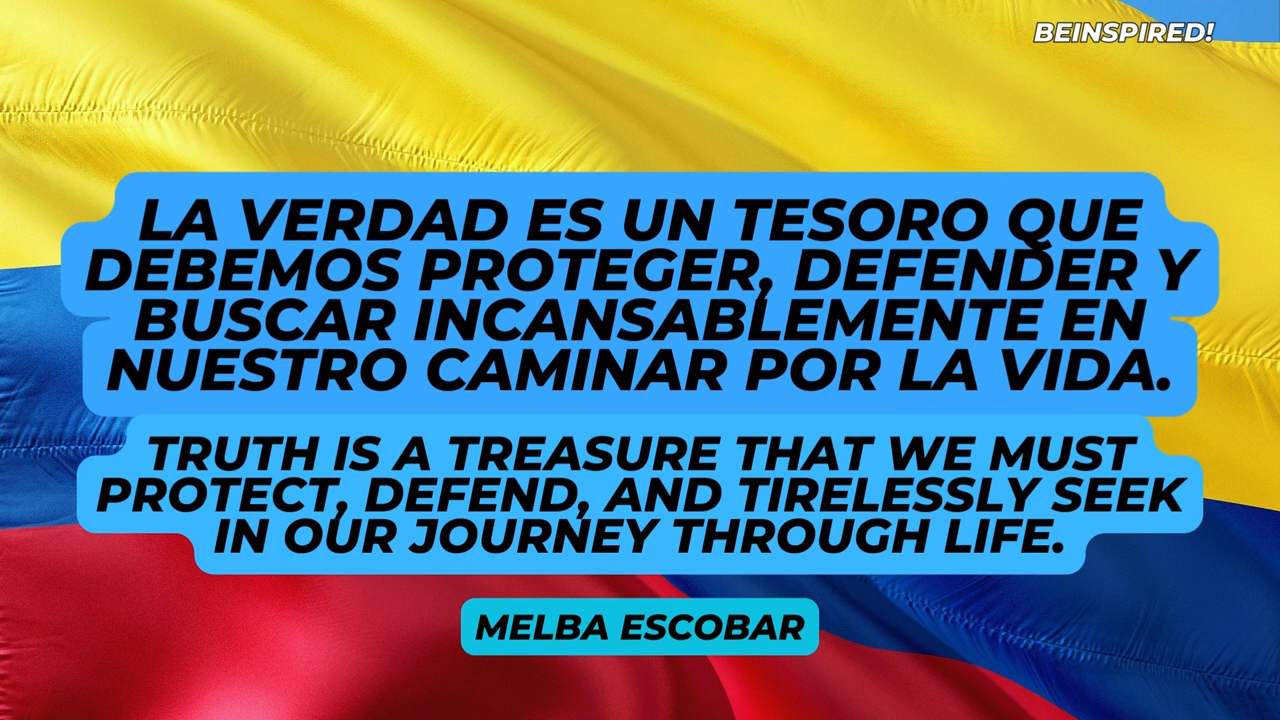 BEINSPIRED!
LA VERDAD ES UN TESORO QUE
DEBEMOS PROTEGER, DEFENDER Y
BUSCAR INCANSABLEMENTE EN
NUESTRO CAMINAR POR LA VIDA.
TRUTH IS A TREASURE THAT WE MUST
PROTECT, DEFEND, AND TIRELESSLY SEEK
IN OUR JOURNEY THROUGH LIFE.
MELBA ESCOBAR